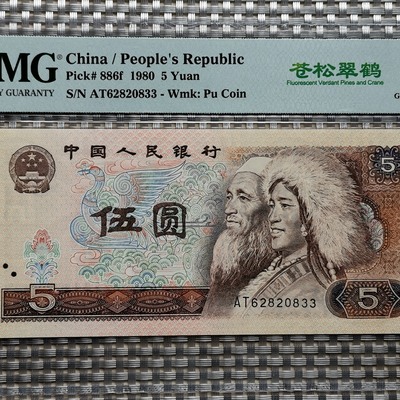 MG China / People's Republic
Y GUARANTY Pick# 886f 1980 5 Yuan
S/N AT62820833 - Wmk: Pu Coin
苍松翠鹤
Fluorescent Verdant Pines and Crane
G
中国人民银行
5
伍圆
AT62820833
5
5